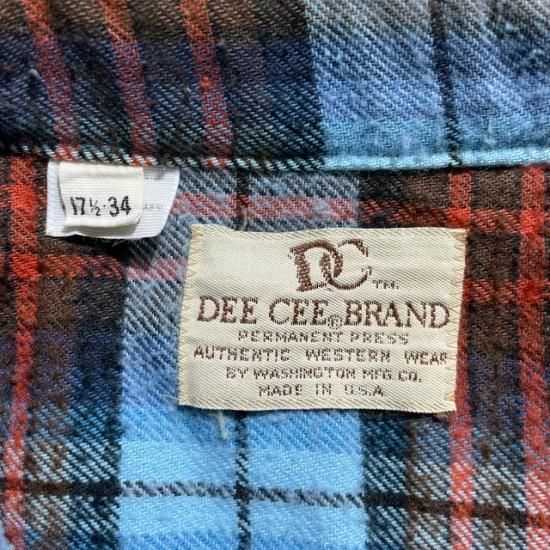 17½·34
DC TM.
DEE CEE® BRAND
PERMANENT PRESS
AUTHENTIC WESTERN WEAR
BY WASHINGTON MFG. CO.
MADE IN U.S.A.